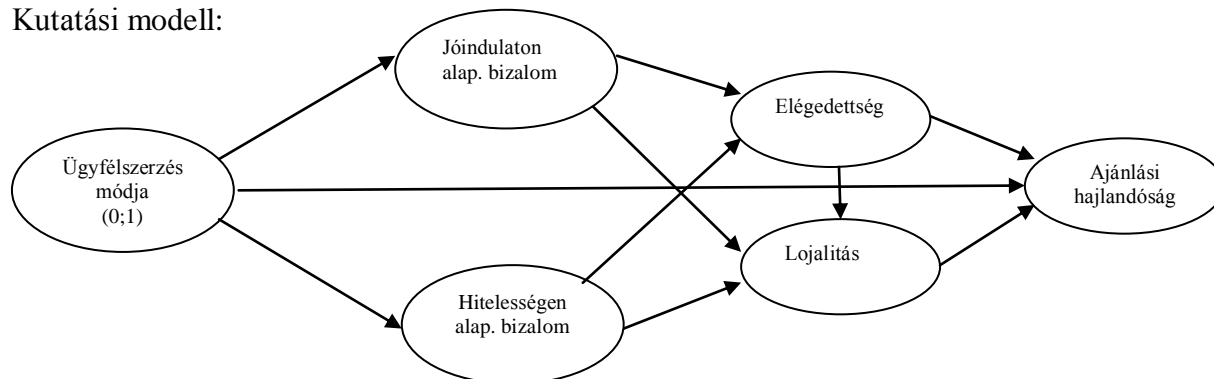 Kutatási modell:
Jóindulaton
alap. bizalom
Elégedettség
Ügyfélszerzés
módja
(0;1)
Ajánlási
hajlandóság
Lojalitás
Hitelességen
alap. bizalom